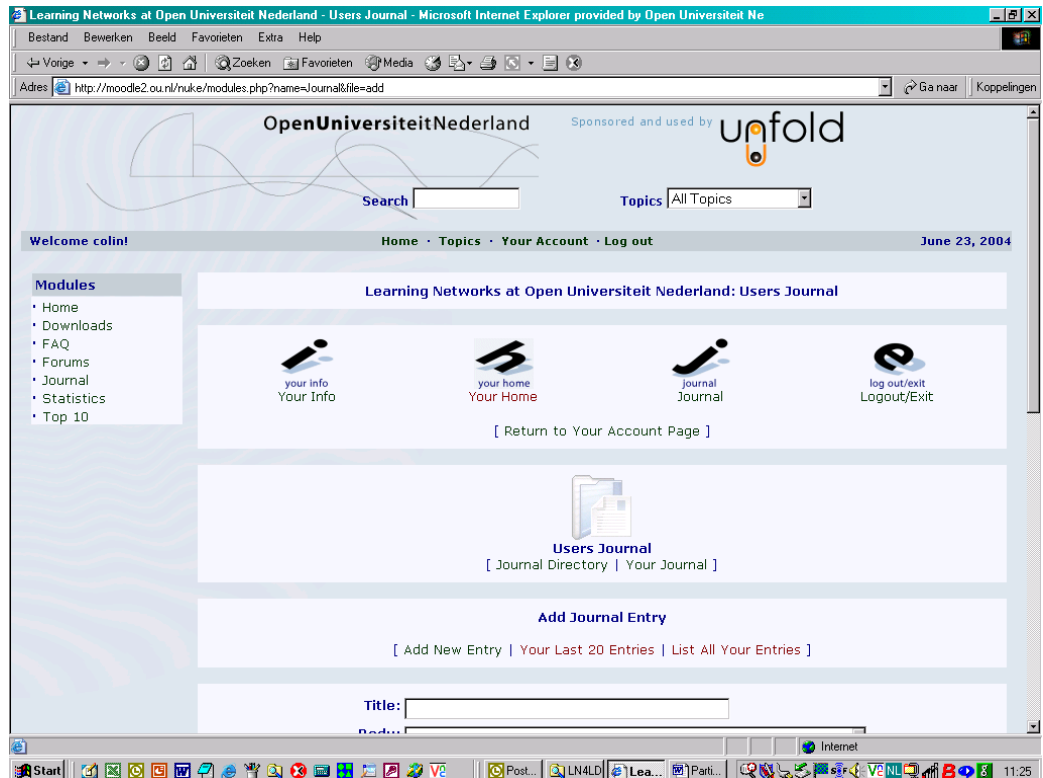 Learning Networks at Open Universiteit Nederland - Users Journal - Microsoft Internet Explorer provided by Open Universiteit Ne
Bestand Bewerken Beeld Favorieten Extra Help
Vorige Zoeken Favorieten Media
Adres http://moodle2.ou.nl/nuke/modules.php?name=Journal&file=add Ga naar Koppelingen
OpenUniversiteitNederland Sponsored and used by unfold
Search Topics All Topics
Welcome colin! Home · Topics · Your Account · Log out June 23, 2004
Modules
· Home
· Downloads
· FAQ
· Forums
· Journal
· Statistics
· Top 10
Learning Networks at Open Universiteit Nederland: Users Journal
your info your home journal log out/exit
Your Info Your Home Journal Logout/Exit
[ Return to Your Account Page ]
Users Journal
[ Journal Directory | Your Journal ]
Add Journal Entry
[ Add New Entry | Your Last 20 Entries | List All Your Entries ]
Title:
Internet
Start Post... LN4LD Lea... Parti... 11:25